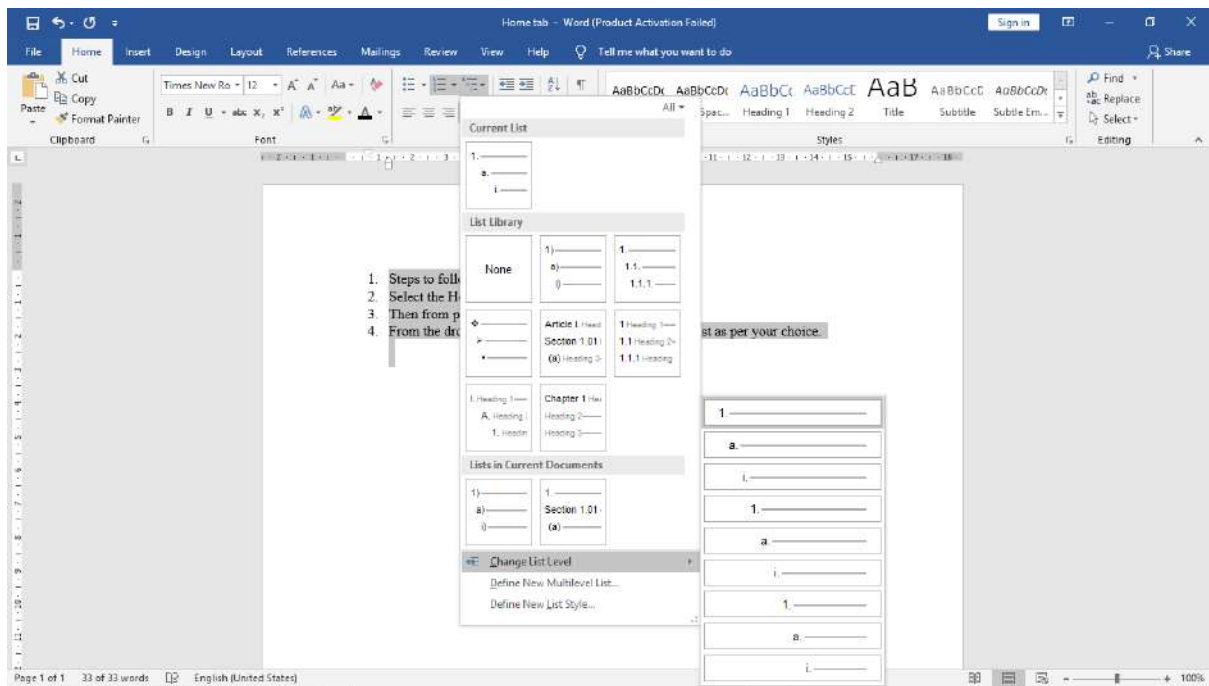 Home tab - Word (Product Activation Failed)
Sign in
File Home Insert Design Layout References Mailings Review View Help Tell me what you want to do Share
Paste
Cut
Copy
Format Painter
Clipboard
Times New Ro 12 Aa
B I U abc X₂ X² A
Font
AaBbCcDc AaBbCcDc AaBbCc AaBbCcE AaB AaBbCcD AaBbCcDc
Spac... Heading 1 Heading 2 Title Subtitle Subtle Em...
Styles
Find
Replace
Select
Editing
All
Current List
1.
a.
i.
List Library
None
1)
a)
i)
1.
1.1.
1.1.1.
Article I. Head
Section 1.01
(a) Heading 3
1 Heading 1
1.1 Heading 2
1.1.1 Heading
I. Heading 1
A. Heading
1. Headin
Chapter 1 Hea
Heading 2
Heading 3
Lists in Current Documents
1)
a)
i)
1.
Section 1.01
(a)
Change List Level
Define New Multilevel List...
Define New List Style...
1.
a.
i.
1.
a.
i.
1.
a.
i.
1. Steps to foll
2. Select the H
3. Then from p
4. From the dro st as per your choice.
Page 1 of 1 33 of 33 words English (United States) 100%